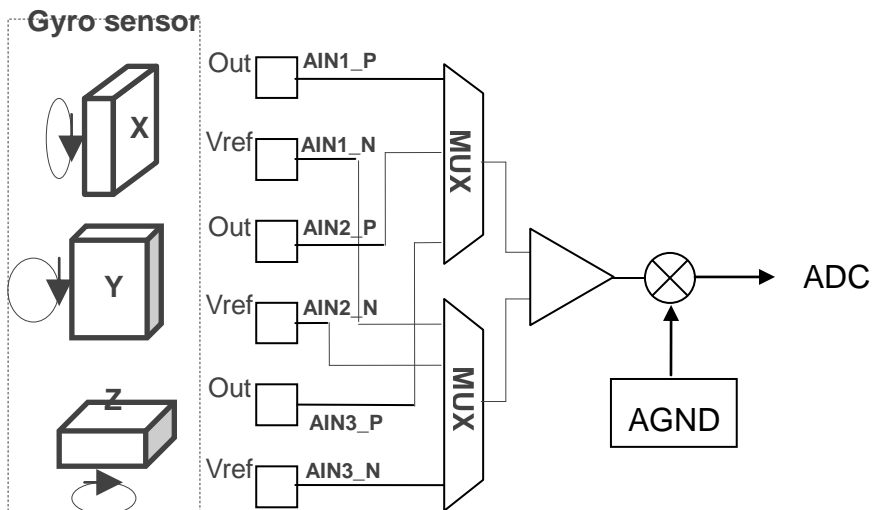 Gyro sensor
Out AIN1_P
X
MUX
Vref AIN1_N
Out AIN2_P
Y
ADC
Vref AIN2_N
MUX
Z
Out
AIN3_P
AGND
Vref AIN3_N